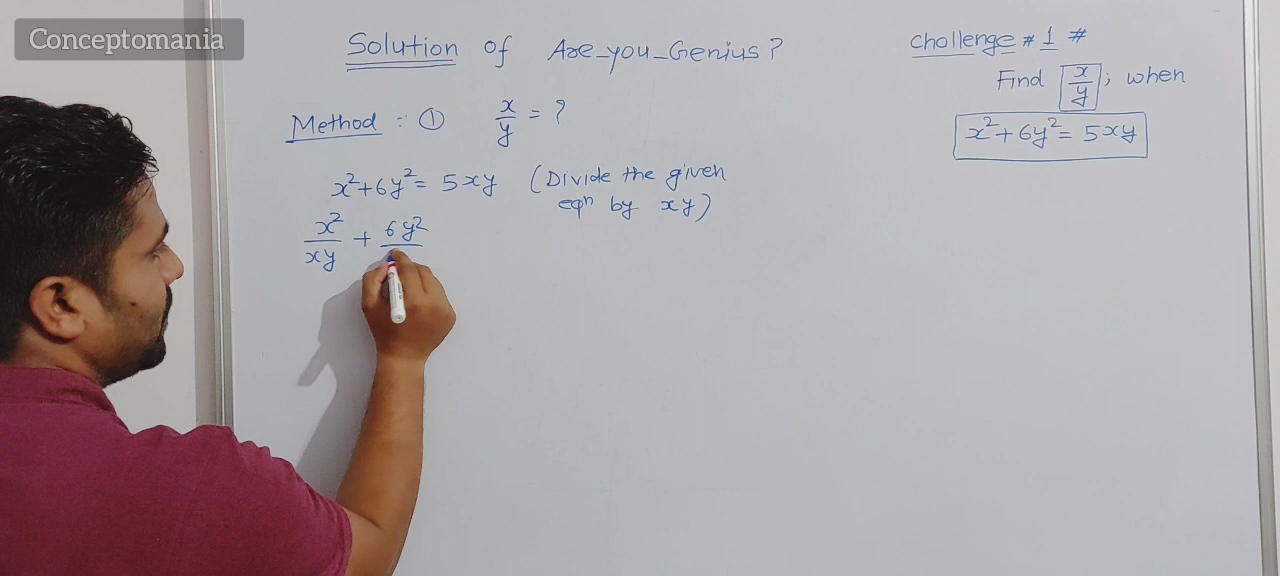 Conceptomania
Solution of Are_you_Genius?
Challenge # 1 #
Find x/y ; when
x² + 6y² = 5xy
Method : ① x/y = ?
x² + 6y² = 5xy (Divide the given
eqⁿ by xy)
x²/xy + 6y²